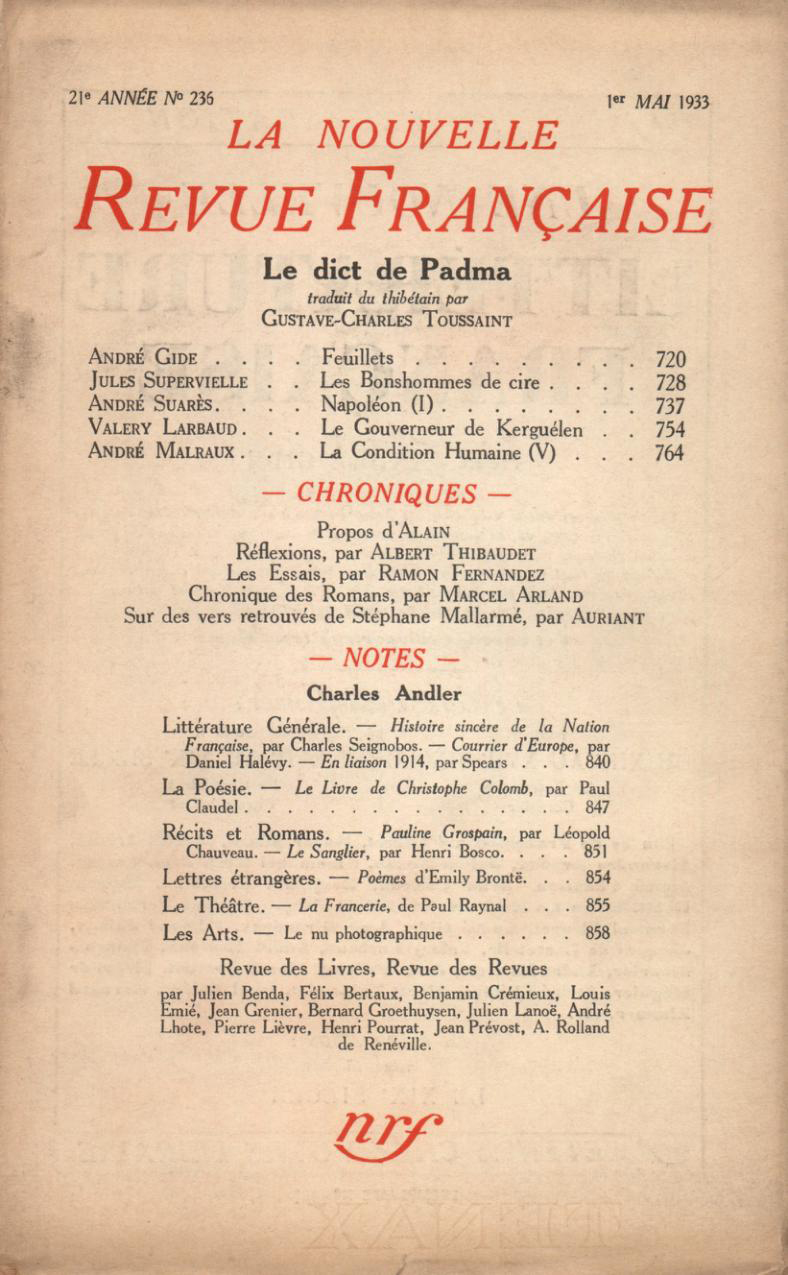 21e ANNÉE No 236 1er MAI 1933
LA NOUVELLE
REVUE FRANÇAISE
Le dict de Padma
traduit du thibétain par
GUSTAVE-CHARLES TOUSSAINT
ANDRÉ GIDE . . . . Feuillets . . . . . . . . . 720
JULES SUPERVIELLE . . Les Bonshommes de cire . . . . 728
ANDRÉ SUARÈS. . . . Napoléon (I) . . . . . . . . 737
VALERY LARBAUD . . . Le Gouverneur de Kerguélen . . 754
ANDRÉ MALRAUX . . . La Condition Humaine (V) . . . 764
— CHRONIQUES —
Propos d'ALAIN
Réflexions, par ALBERT THIBAUDET
Les Essais, par RAMON FERNANDEZ
Chronique des Romans, par MARCEL ARLAND
Sur des vers retrouvés de Stéphane Mallarmé, par AURIANT
— NOTES —
Charles Andler
Littérature Générale. — Histoire sincère de la Nation
Française, par Charles Seignobos. — Courrier d'Europe, par
Daniel Halévy. — En liaison 1914, par Spears . . . 840
La Poésie. — Le Livre de Christophe Colomb, par Paul
Claudel . . . . . . . . . . . . . . . . 847
Récits et Romans. — Pauline Grospain, par Léopold
Chauveau. — Le Sanglier, par Henri Bosco. . . . 851
Lettres étrangères. — Poèmes d'Emily Brontë. . . 854
Le Théâtre. — La Francerie, de Paul Raynal . . . 855
Les Arts. — Le nu photographique . . . . . . 858
Revue des Livres, Revue des Revues
par Julien Benda, Félix Bertaux, Benjamin Crémieux, Louis
Emié, Jean Grenier, Bernard Groethuysen, Julien Lanoë, André
Lhote, Pierre Lièvre, Henri Pourrat, Jean Prévost, A. Rolland
de Renéville.
nrf